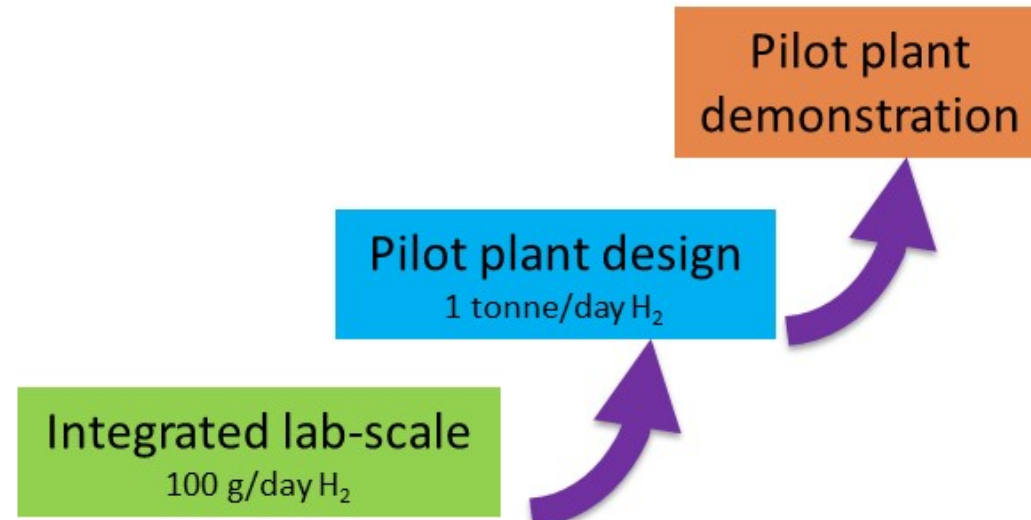 Pilot plant
demonstration
Pilot plant design
1 tonne/day H₂
Integrated lab-scale
100 g/day H₂